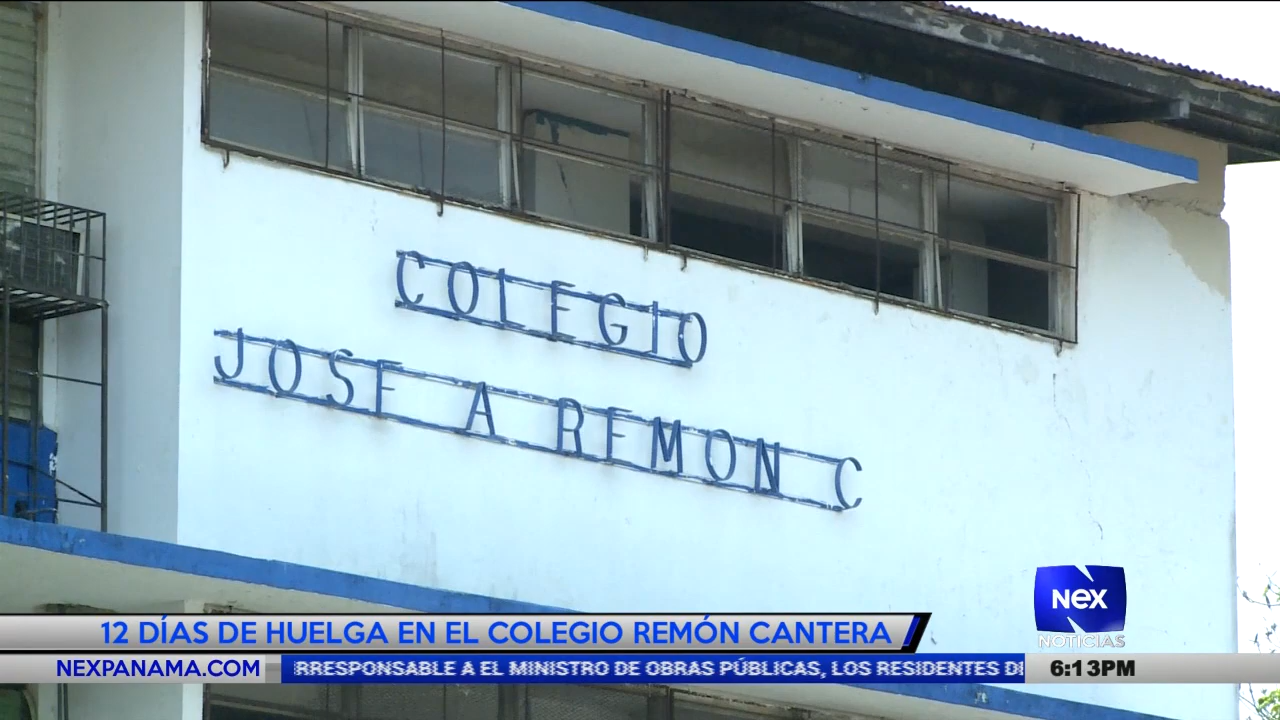 COLEGIO
JOSE A REMON C
NEX
NOTICIAS
12 DÍAS DE HUELGA EN EL COLEGIO REMÓN CANTERA
NEXPANAMA.COM RRESPONSABLE A EL MINISTRO DE OBRAS PÚBLICAS, LOS RESIDENTES DI 6:13PM